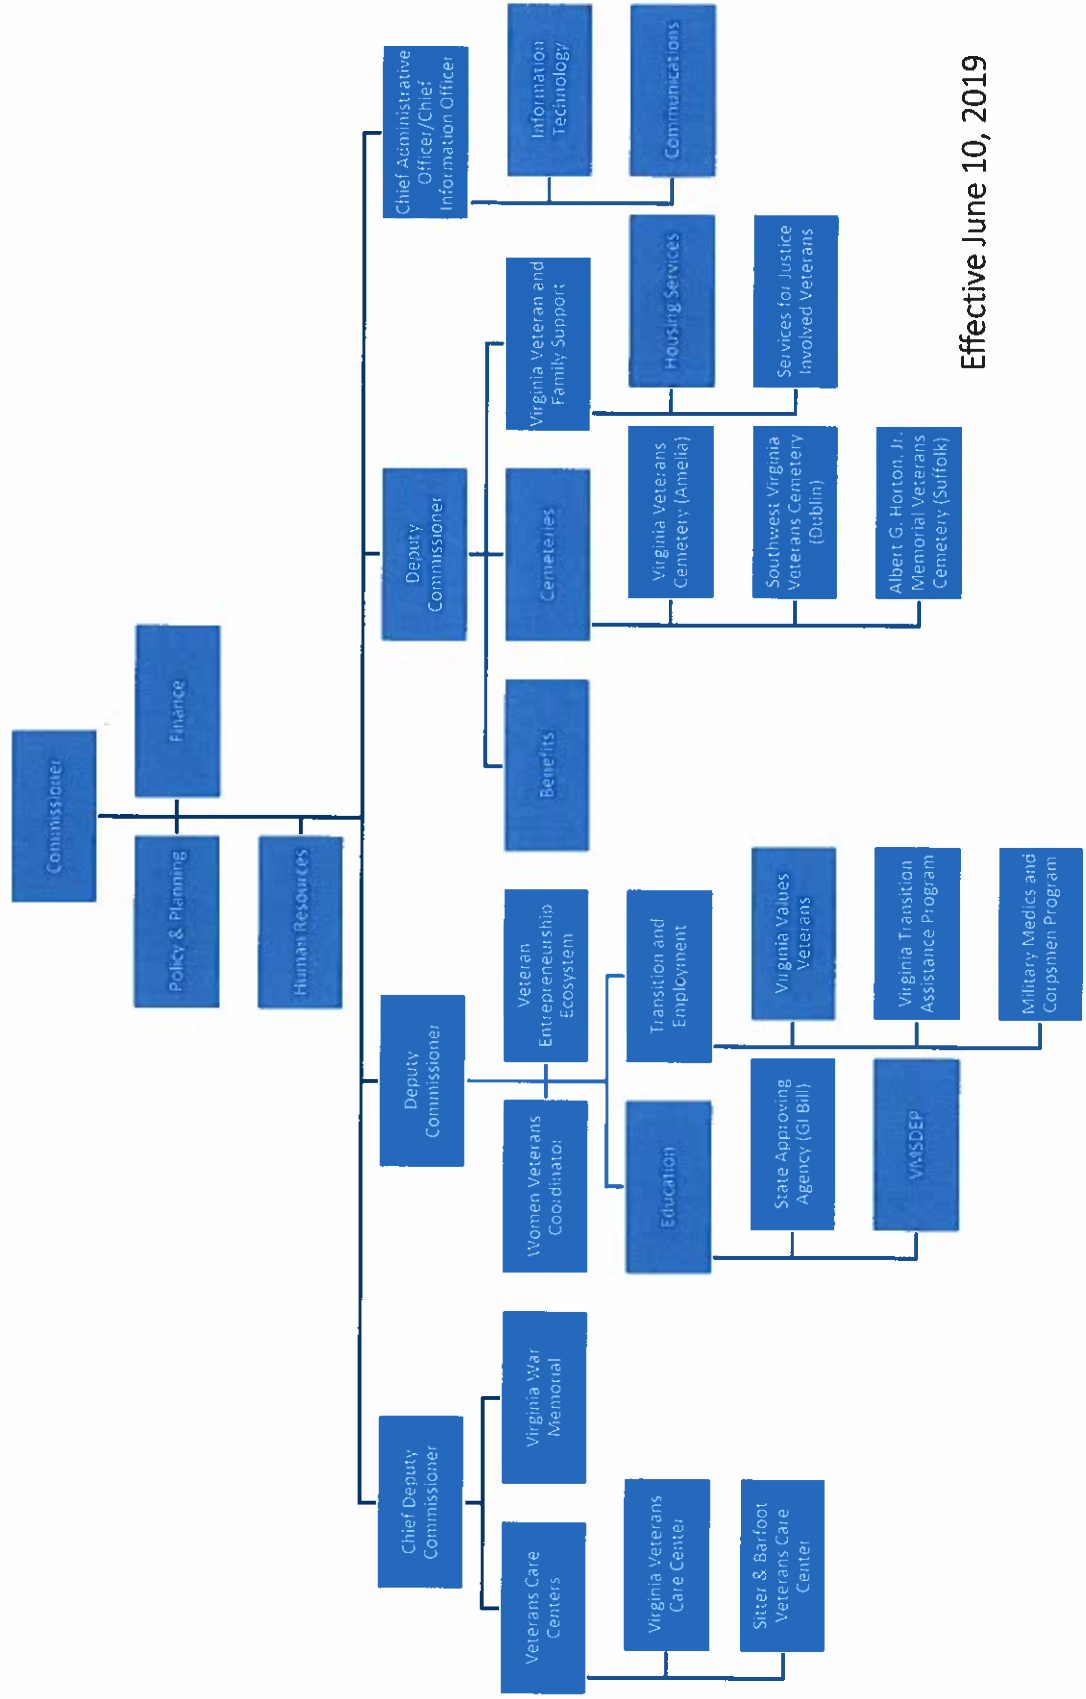 Commissioner
Policy & Planning
Finance
Human Resources
Chief Deputy
Commissioner
Deputy
Commissioner
Deputy
Commissioner
Chief Administrative
Officer/Chief
Information Officer
Veterans Care
Centers
Virginia War
Memorial
Women Veterans
Coordinator
Veteran
Entrepreneurship
Ecosystem
Benefits
Cemeteries
Virginia Veteran and
Family Support
Information
Technology
Virginia Veterans
Care Center
Education
Transition and
Employment
Virginia Veterans
Cemetery (Amelia)
Housing Services
Communications
Sitter & Barfoot
Veterans Care
Center
State Approving
Agency (GI Bill)
Virginia Values
Veterans
Southwest Virginia
Veterans Cemetery
(Dublin)
Services for Justice
Involved Veterans
VMSDEP
Virginia Transition
Assistance Program
Albert G. Horton, Jr.
Memorial Veterans
Cemetery (Suffolk)
Military Medics and
Corpsmen Program
Effective June 10, 2019